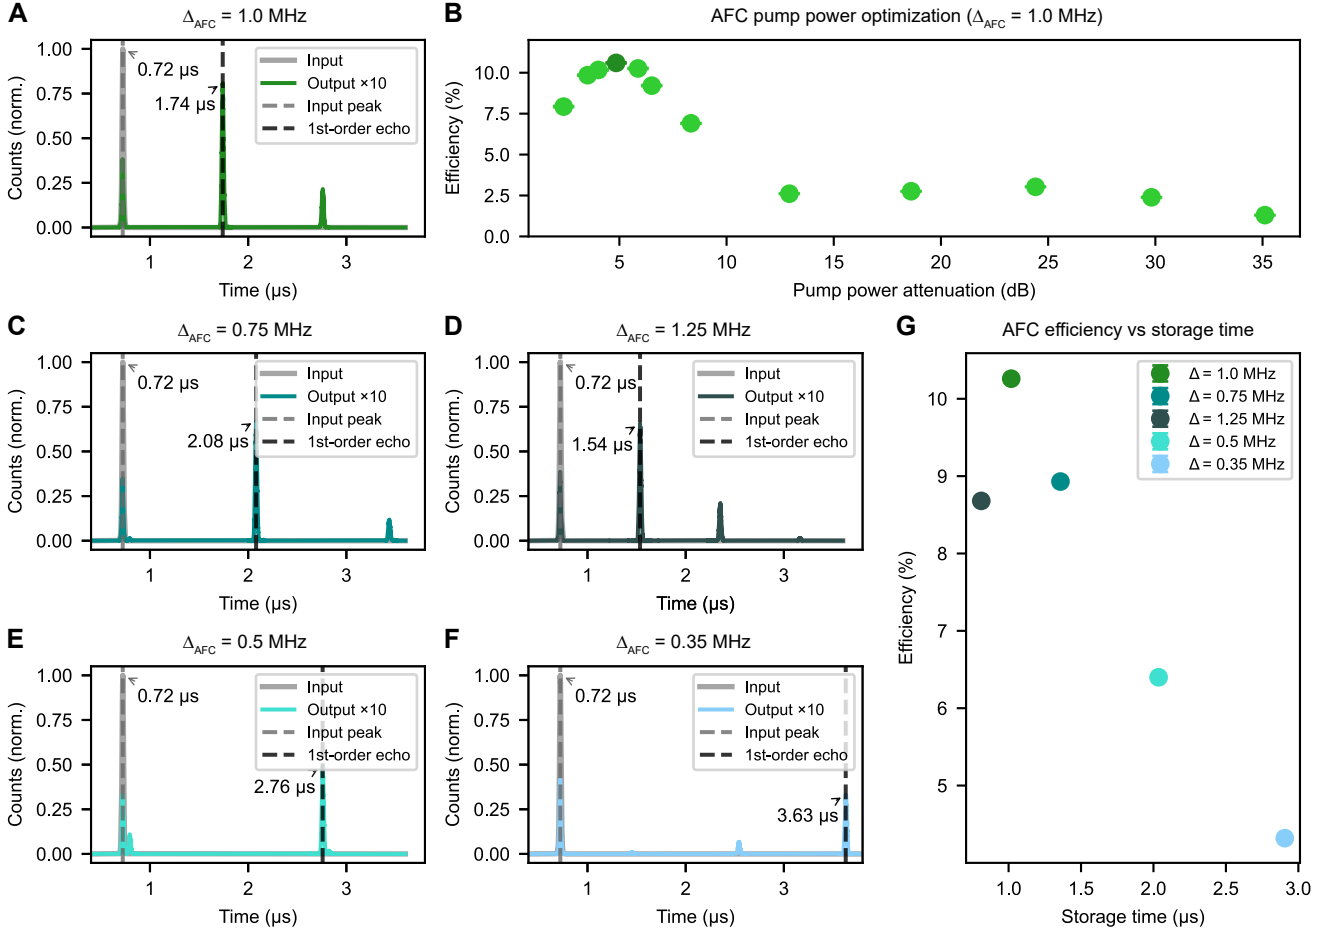 A
Δ_AFC = 1.0 MHz
Counts (norm.)
1.00
0.75
0.50
0.25
0.00
0.72 µs
1.74 µs
Input
Output ×10
Input peak
1st-order echo
1
2
3
Time (µs)
B
AFC pump power optimization (Δ_AFC = 1.0 MHz)
Efficiency (%)
10.0
7.5
5.0
2.5
0.0
5
10
15
20
25
30
35
Pump power attenuation (dB)
C
Δ_AFC = 0.75 MHz
Counts (norm.)
1.00
0.75
0.50
0.25
0.00
0.72 µs
2.08 µs
Input
Output ×10
Input peak
1st-order echo
1
2
3
Time (µs)
D
Δ_AFC = 1.25 MHz
Counts (norm.)
1.00
0.75
0.50
0.25
0.00
0.72 µs
1.54 µs
Input
Output ×10
Input peak
1st-order echo
1
2
3
Time (µs)
E
Δ_AFC = 0.5 MHz
Counts (norm.)
1.00
0.75
0.50
0.25
0.00
0.72 µs
2.76 µs
Input
Output ×10
Input peak
1st-order echo
1
2
3
Time (µs)
F
Δ_AFC = 0.35 MHz
Counts (norm.)
1.00
0.75
0.50
0.25
0.00
0.72 µs
3.63 µs
Input
Output ×10
Input peak
1st-order echo
1
2
3
Time (µs)
G
AFC efficiency vs storage time
Efficiency (%)
10
9
8
7
6
5
Δ = 1.0 MHz
Δ = 0.75 MHz
Δ = 1.25 MHz
Δ = 0.5 MHz
Δ = 0.35 MHz
1.0
1.5
2.0
2.5
3.0
Storage time (µs)